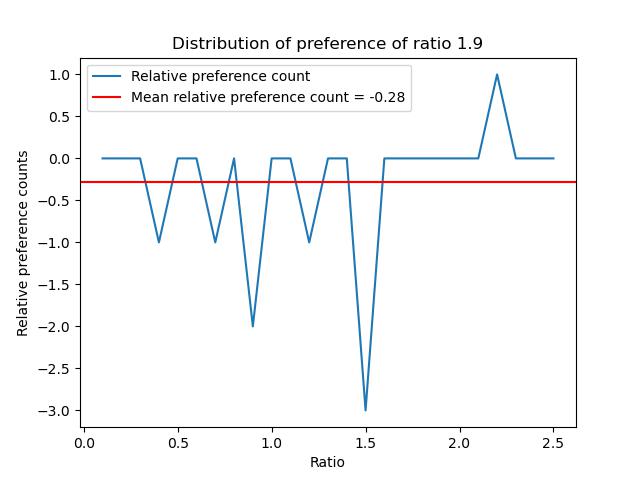 Distribution of preference of ratio 1.9
Relative preference count
Mean relative preference count = -0.28
1.0
0.5
0.0
−0.5
−1.0
−1.5
−2.0
−2.5
−3.0
Relative preference counts
0.0 0.5 1.0 1.5 2.0 2.5
Ratio